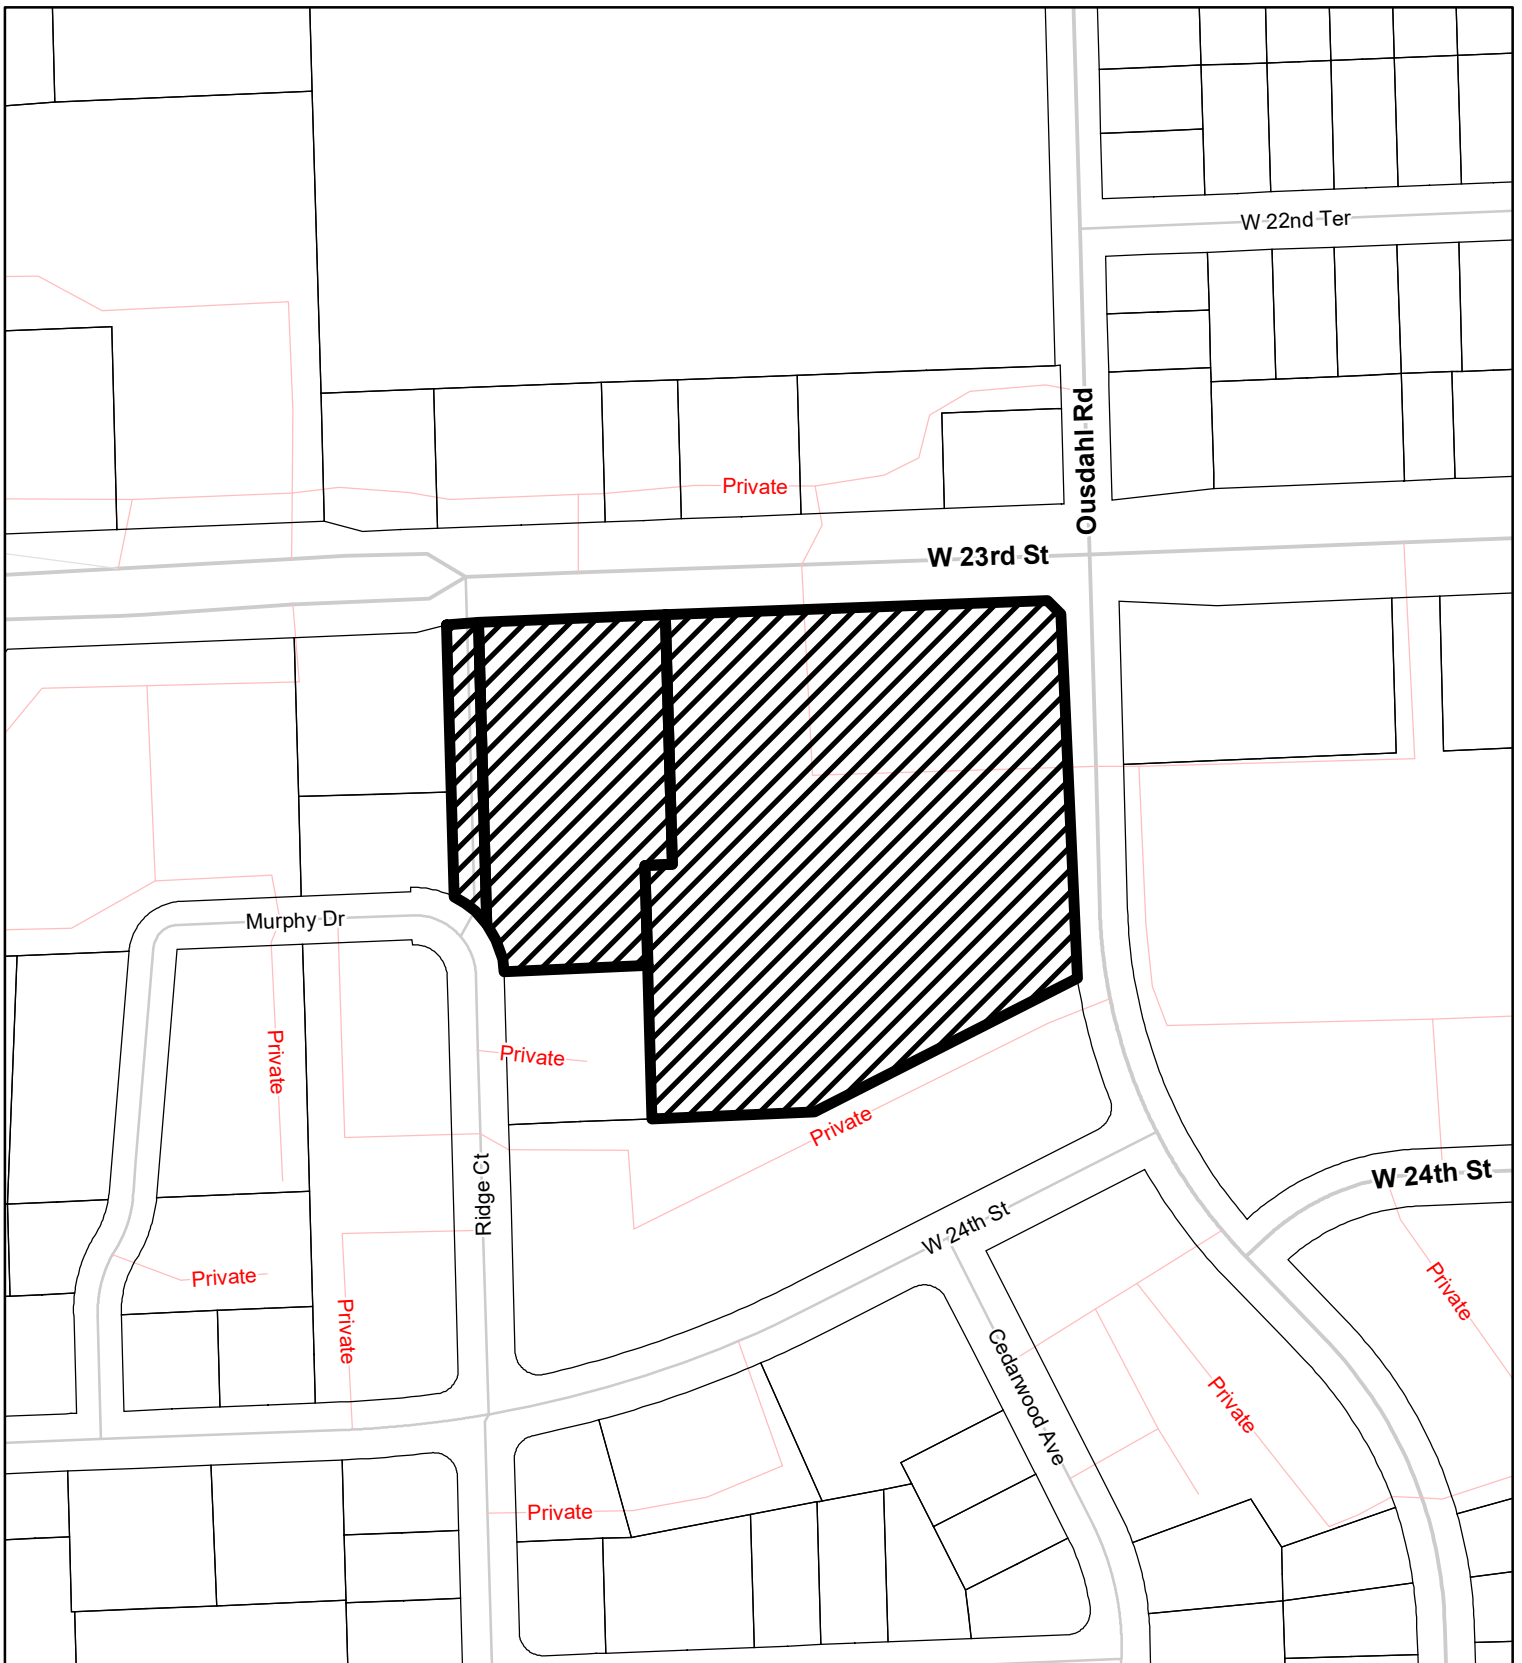 W 22nd Ter
Ousdahl Rd
Private
W 23rd St
Murphy Dr
Private
Private
Private
Ridge Ct
W 24th St
W 24th St
Private
Private
Private
Cedarwood Ave
Private
Private